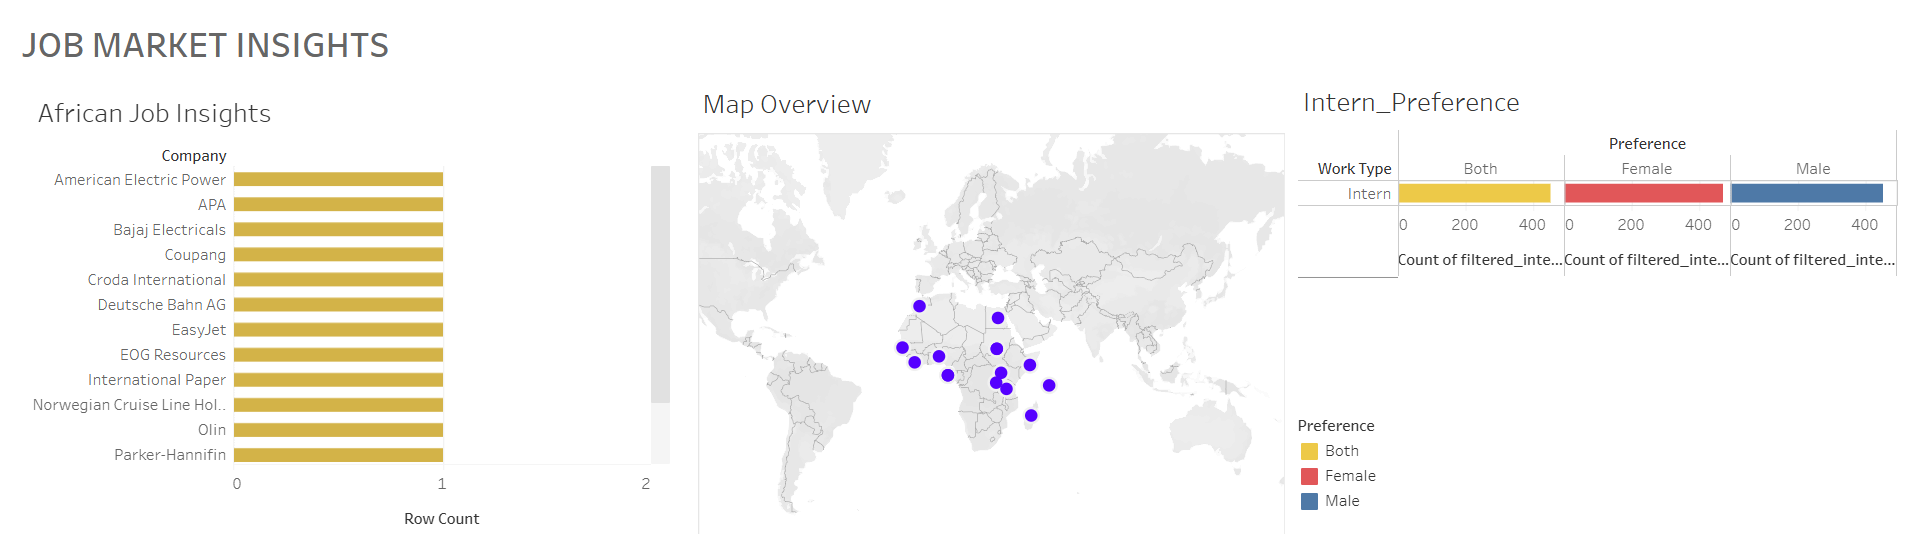 JOB MARKET INSIGHTS
African Job Insights
Company
American Electric Power
APA
Bajaj Electricals
Coupang
Croda International
Deutsche Bahn AG
EasyJet
EOG Resources
International Paper
Norwegian Cruise Line Hol..
Olin
Parker-Hannifin
0 1 2
Row Count
Map Overview
Intern_Preference
Preference
Work Type Both Female Male
Intern
0 200 400 0 200 400 0 200 400
Count of filtered_inte... Count of filtered_inte... Count of filtered_inte...
Preference
Both
Female
Male